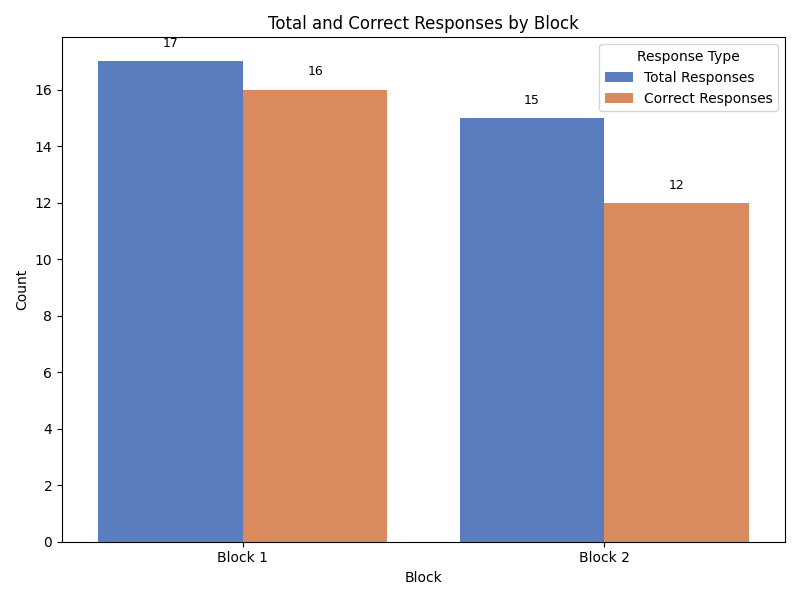 Total and Correct Responses by Block
17
16
15
12
Response Type
Total Responses
Correct Responses
Count
16
14
12
10
8
6
4
2
0
Block 1
Block 2
Block